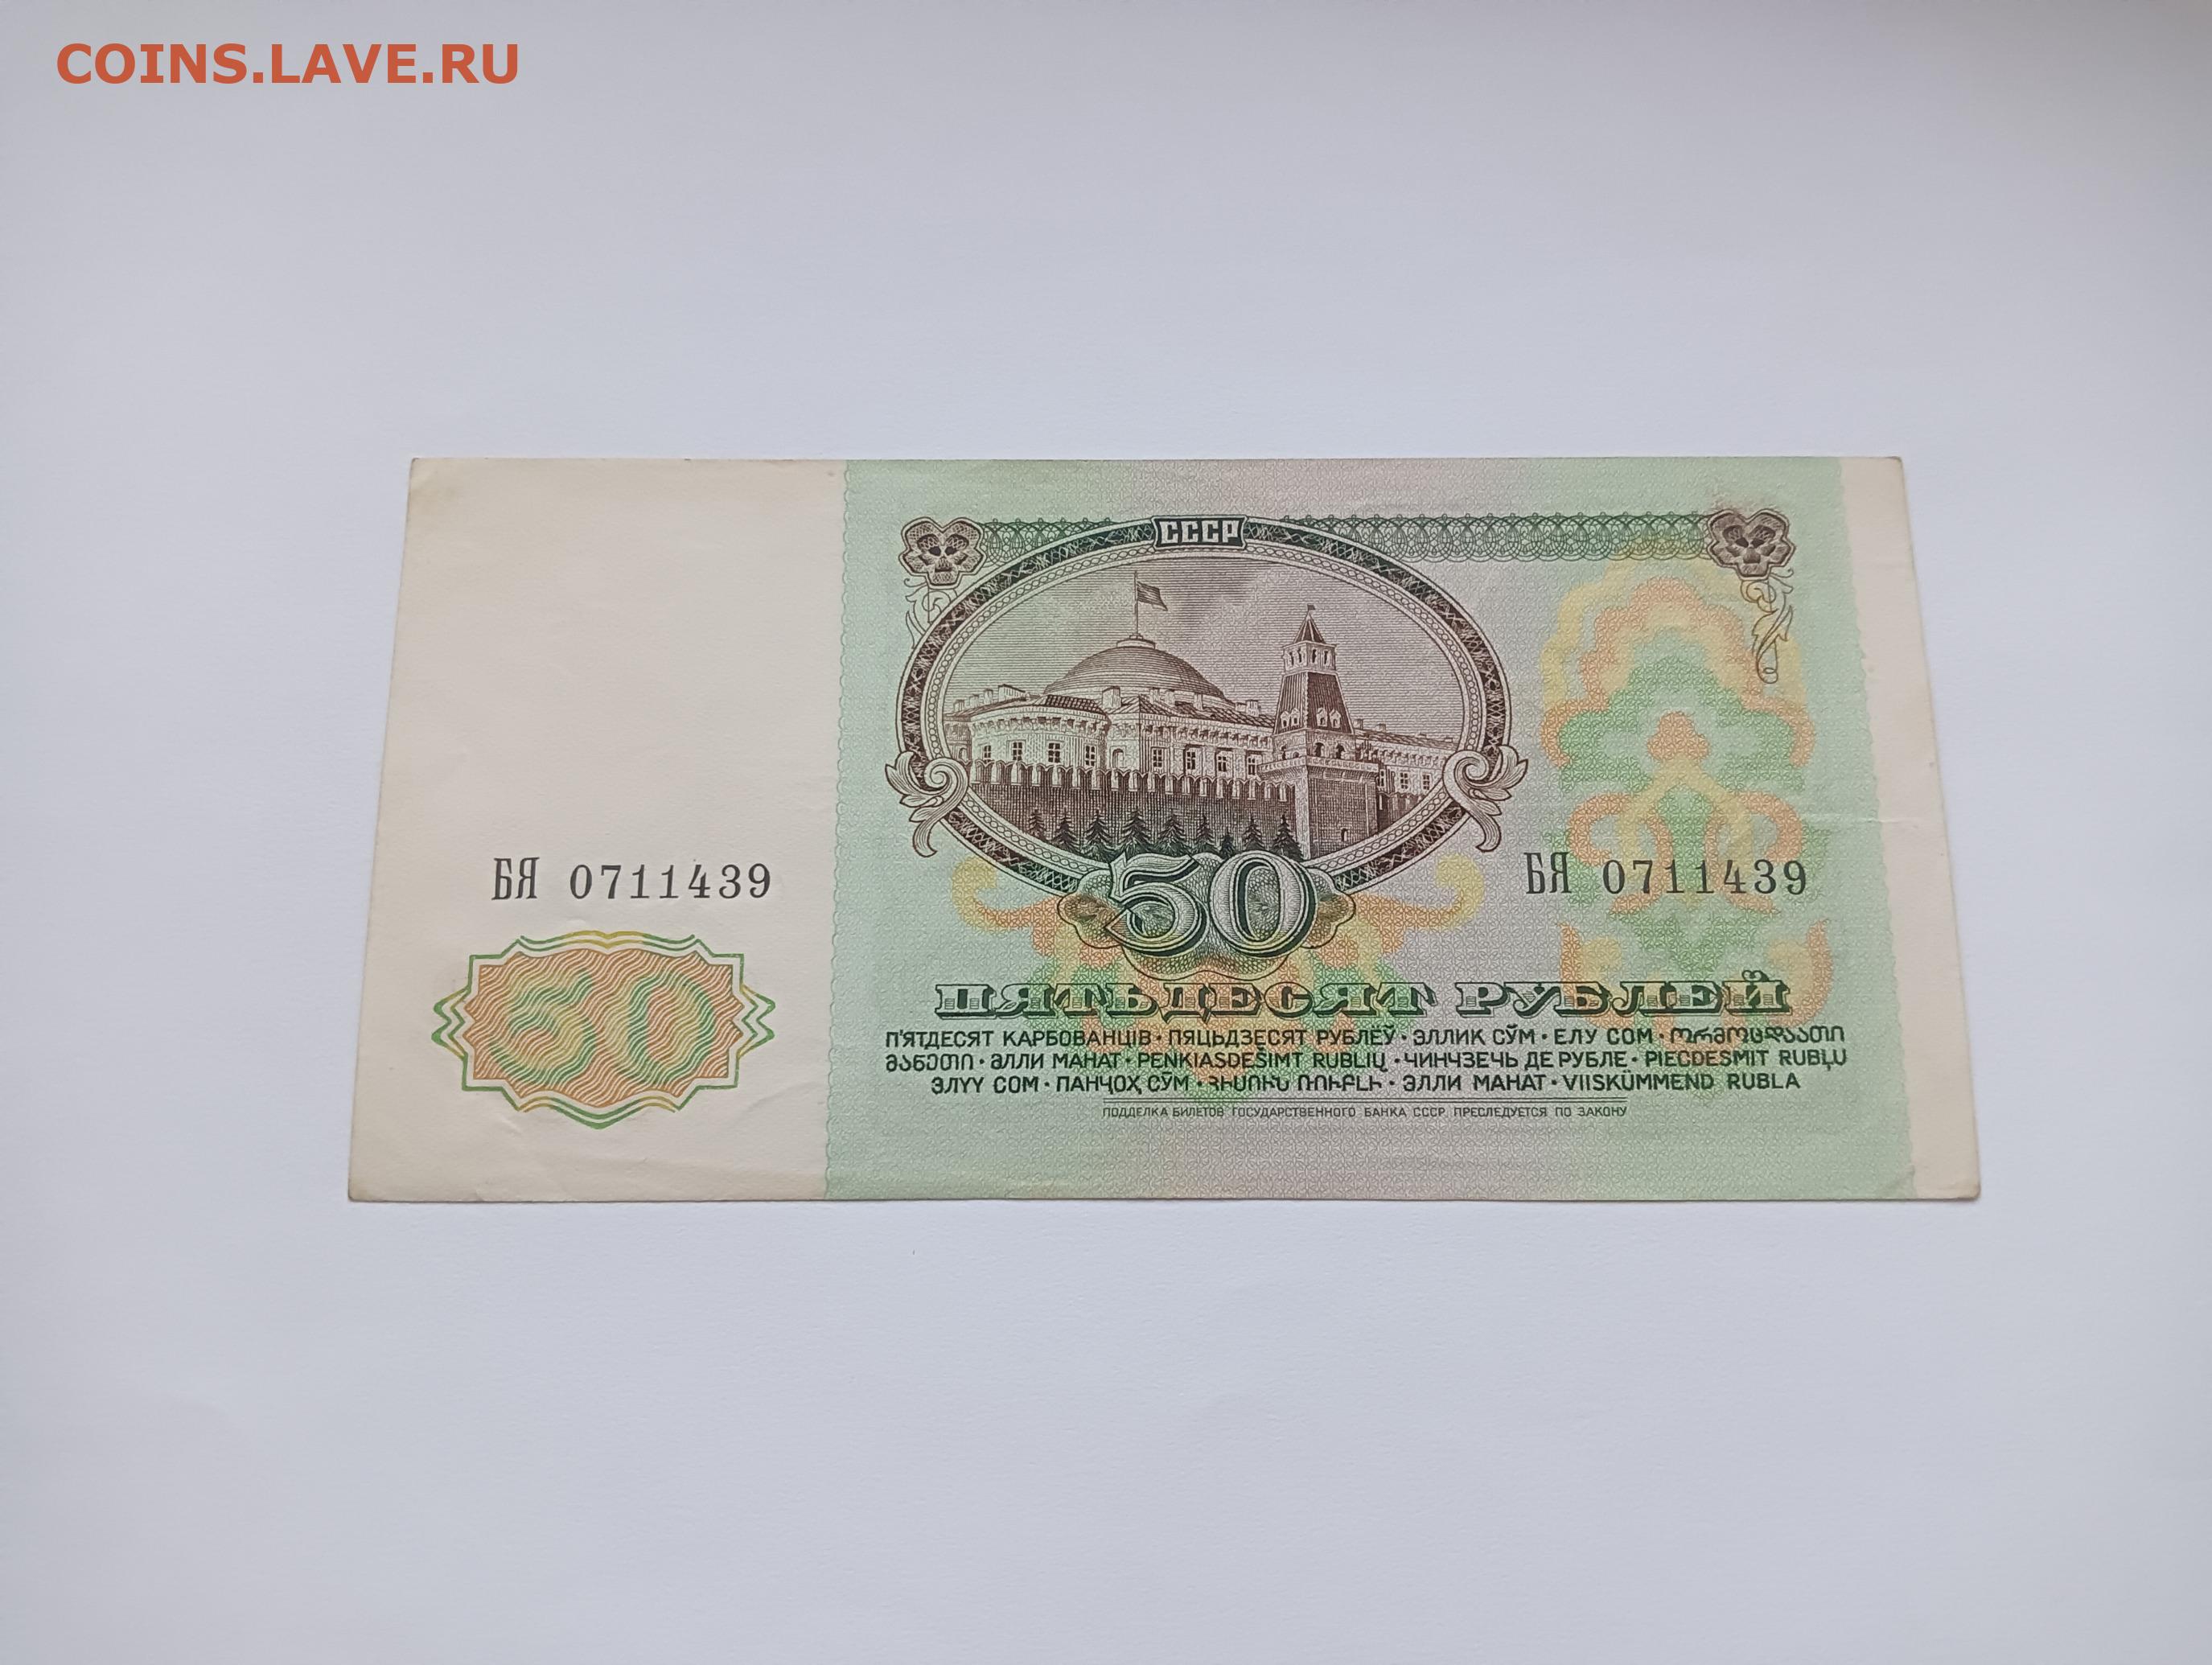 COINS.LAVE.RU
СССР
БЯ 0711439
БЯ 0711439
50
50
ПЯТЬДЕСЯТ РУБЛЕЙ
П'ЯТДЕСЯТ КАРБОВАНЦІВ · ПЯЦЬДЗЕСЯТ РУБЛЁЎ · ЭЛЛИК СЎМ · ЕЛУ СОМ · ᲝᲠᲛᲝᲪᲓᲐᲐᲗᲘ
ᲛᲐᲜᲔᲗᲘ · ӘЛЛИ МАНАТ · PENKIASDEŠIMT RUBLIŲ · ЧИНЧЗЕЧЬ ДЕ РУБЛЕ · PIECDESMIT RUBĻU
ЭЛҮҮ СОМ · ПАНҶОҲ СӮМ · ՀԻՍՈՒՆ ՌՈՒԲԼԻ · ЭЛЛИ МАНАТ · VIISKÜMMEND RUBLA
ПОДДЕЛКА БИЛЕТОВ ГОСУДАРСТВЕННОГО БАНКА СССР ПРЕСЛЕДУЕТСЯ ПО ЗАКОНУ